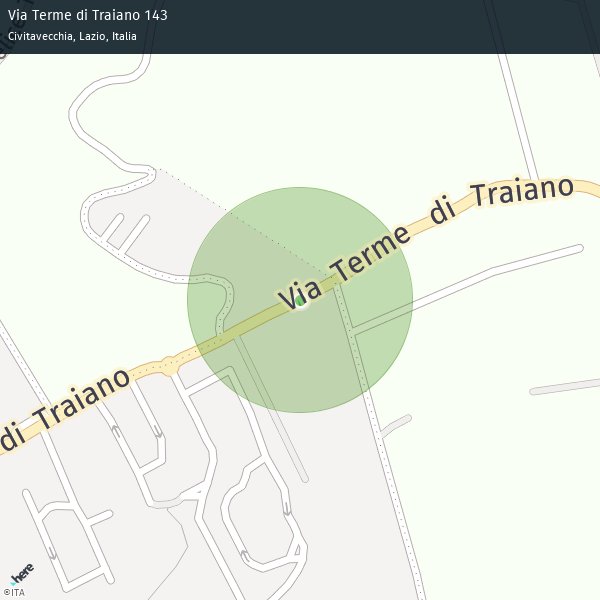 Via Terme di Traiano 143
Civitavecchia, Lazio, Italia
Via Terme di Traiano
di Traiano
here
©ITA